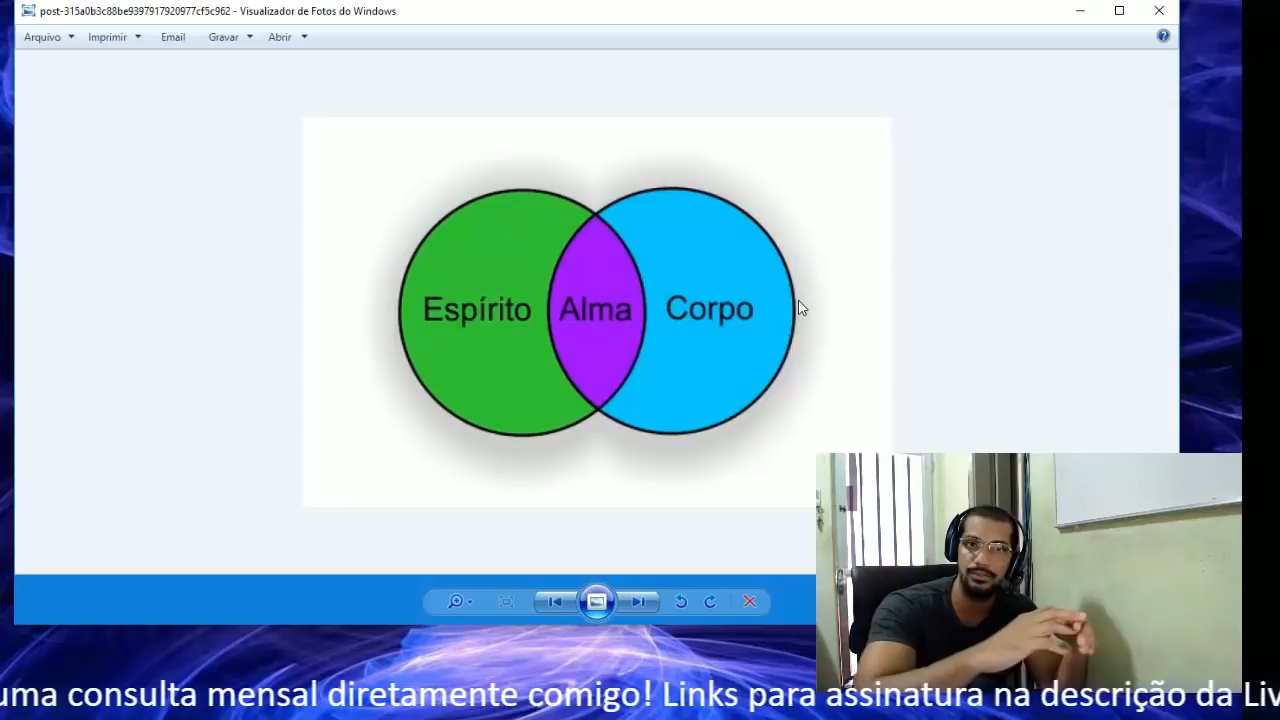 post-315a0b3c88be9397917920977cf5c962 - Visualizador de Fotos do Windows
Arquivo Imprimir Email Gravar Abrir
Espírito Alma Corpo
uma consulta mensal diretamente comigo! Links para assinatura na descrição da Liv